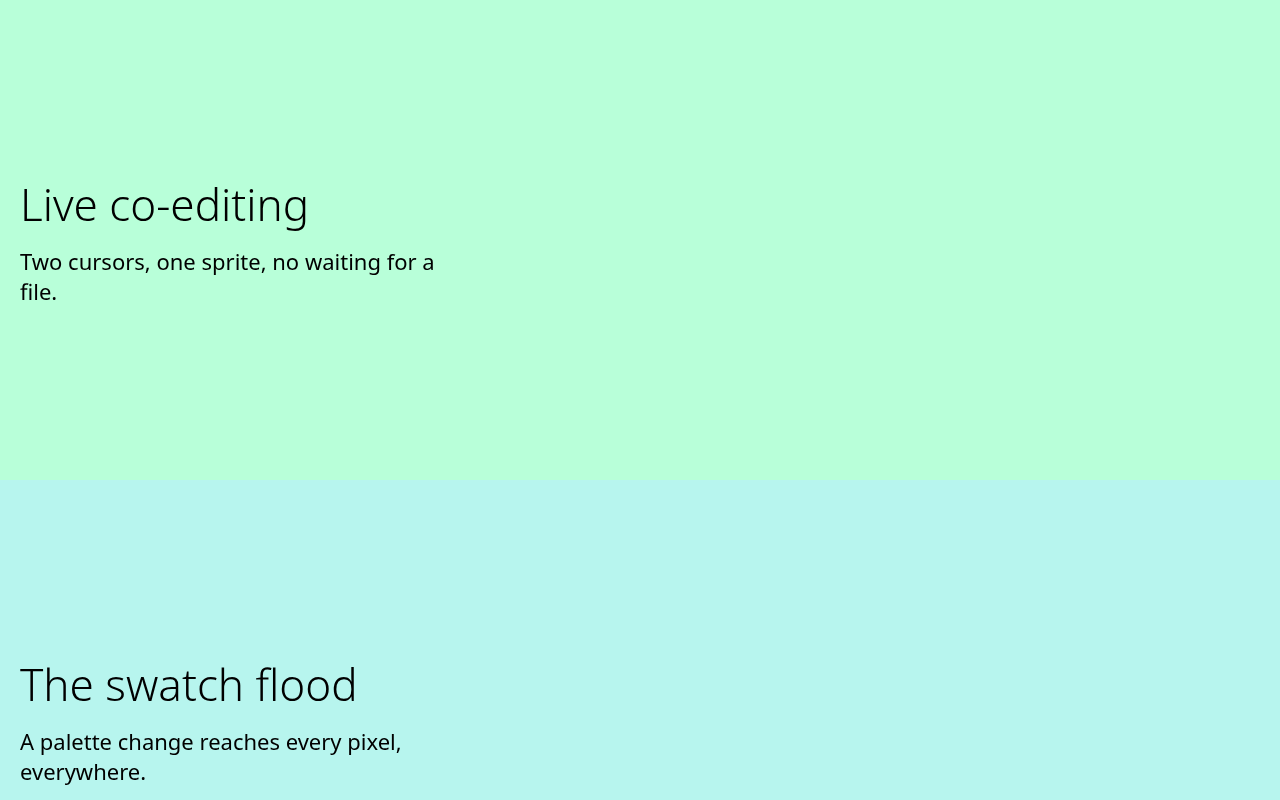 Live co-editing
Two cursors, one sprite, no waiting for a
file.
The swatch flood
A palette change reaches every pixel,
everywhere.